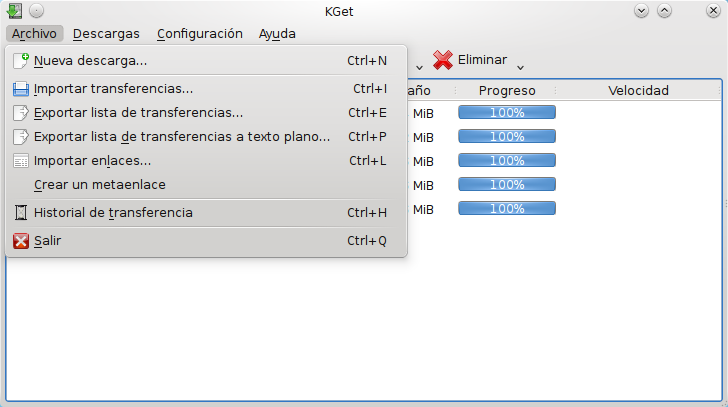 KGet
Archivo Descargas Configuración Ayuda
Nueva descarga... Ctrl+N
Eliminar
Importar transferencias... Ctrl+I
Progreso Velocidad
Exportar lista de transferencias... Ctrl+E
MiB 100%
Exportar lista de transferencias a texto plano... Ctrl+P
MiB 100%
Importar enlaces... Ctrl+L
MiB 100%
Crear un metaenlace
MiB 100%
Historial de transferencia Ctrl+H
MiB 100%
Salir Ctrl+Q